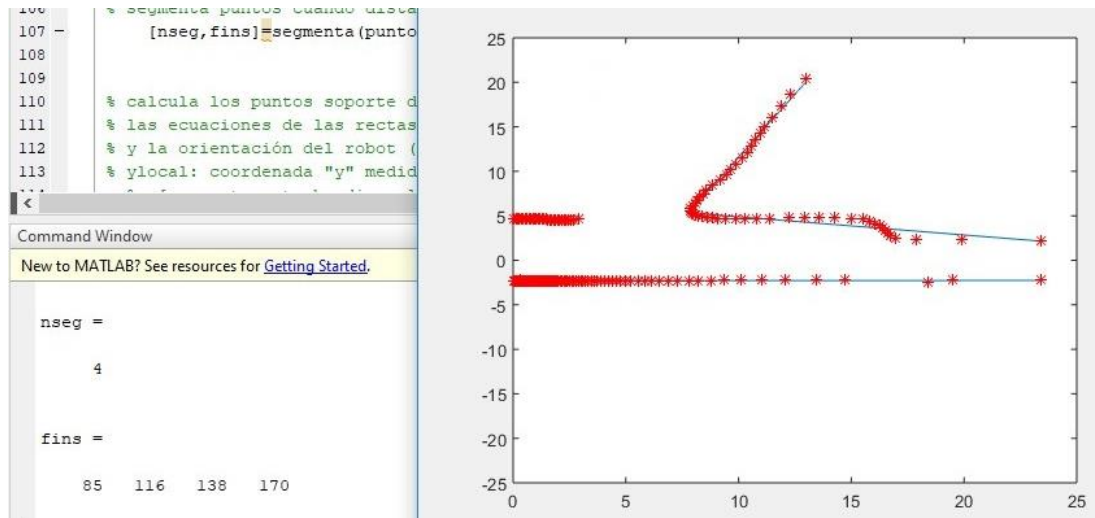 106 % segmenta puntos cuando dista
107 – [nseg,fins]=segmenta(punto
108
109
110 % calcula los puntos soporte d
111 % las ecuaciones de las rectas
112 % y la orientación del robot (
113 % ylocal: coordenada "y" medid
Command Window
New to MATLAB? See resources for Getting Started.
nseg =
4
fins =
85 116 138 170
25
20
15
10
5
0
-5
-10
-15
-20
-25
0 5 10 15 20 25